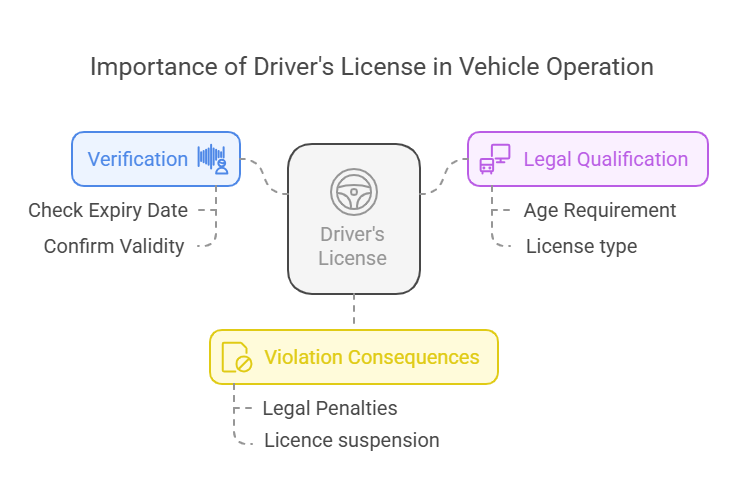 Importance of Driver's License in Vehicle Operation
Verification
Check Expiry Date
Confirm Validity
Driver's
License
Legal Qualification
Age Requirement
License type
Violation Consequences
Legal Penalties
Licence suspension